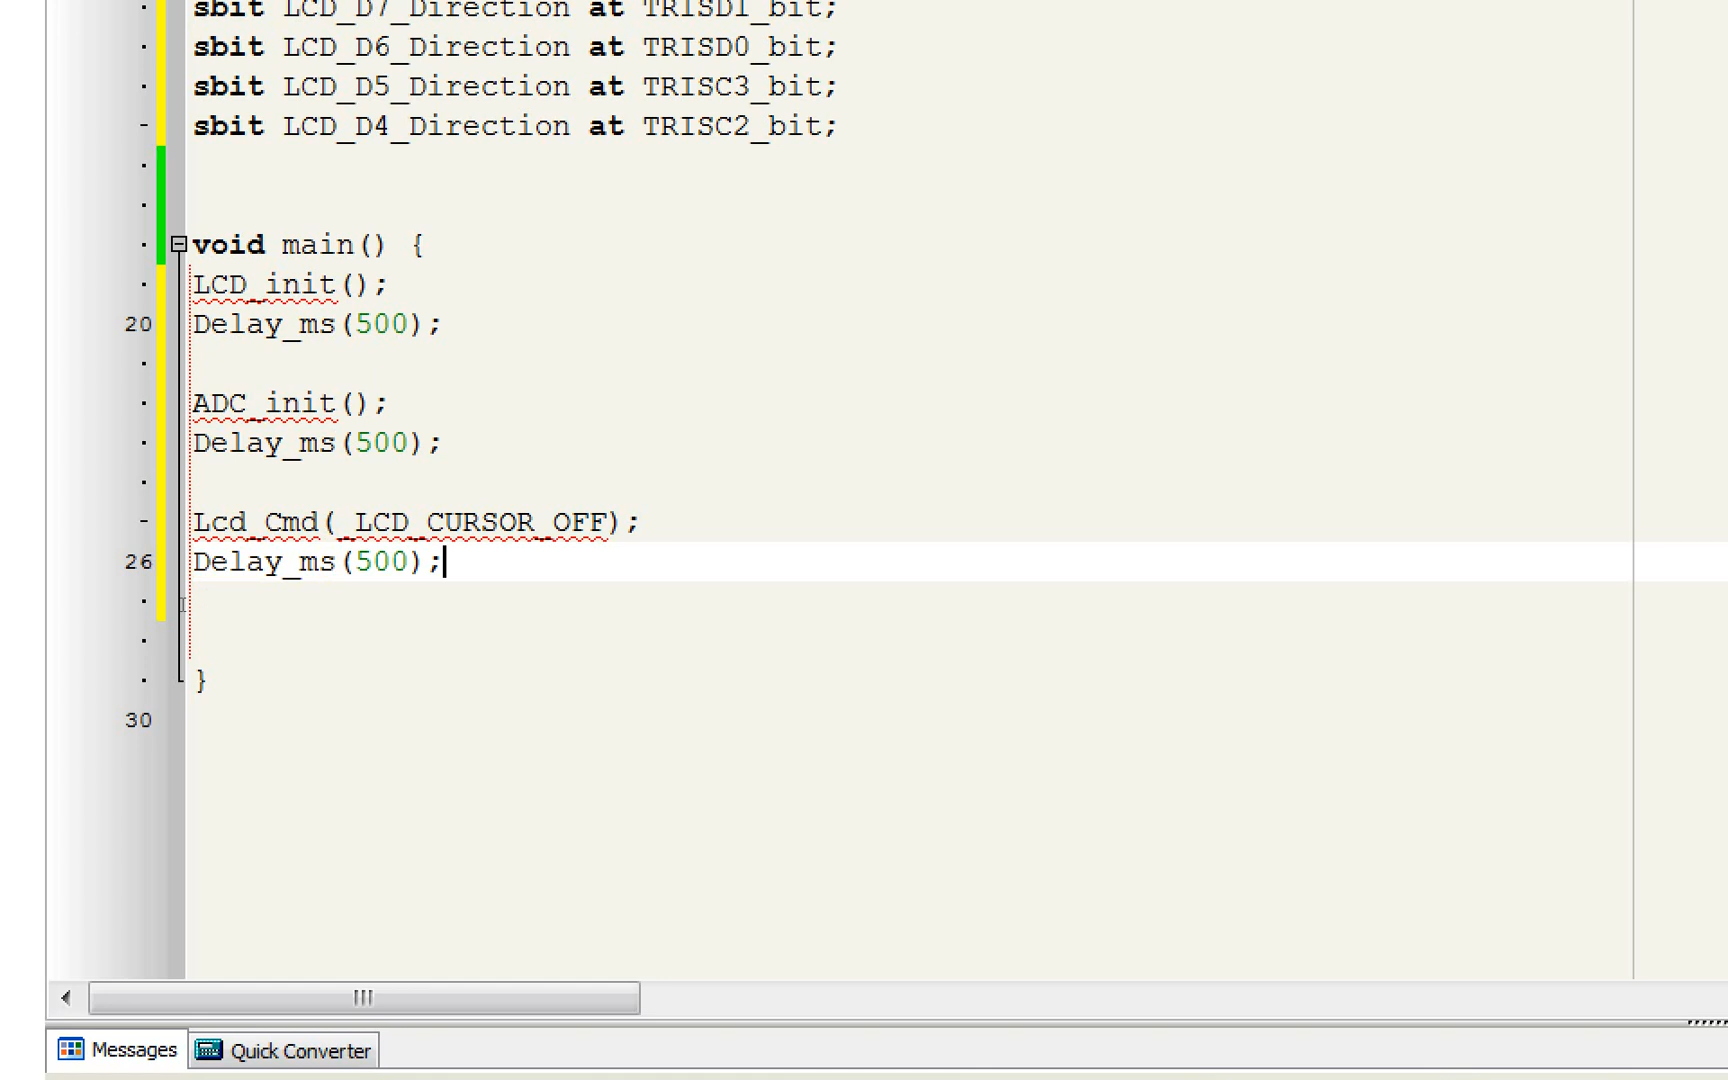 sbit LCD_D7_Direction at TRISD1_bit;
sbit LCD_D6_Direction at TRISD0_bit;
sbit LCD_D5_Direction at TRISC3_bit;
sbit LCD_D4_Direction at TRISC2_bit;
void main() {
LCD_init();
20 Delay_ms(500);
ADC_init();
Delay_ms(500);
Lcd_Cmd(_LCD_CURSOR_OFF);
26 Delay_ms(500);
}
30
Messages Quick Converter